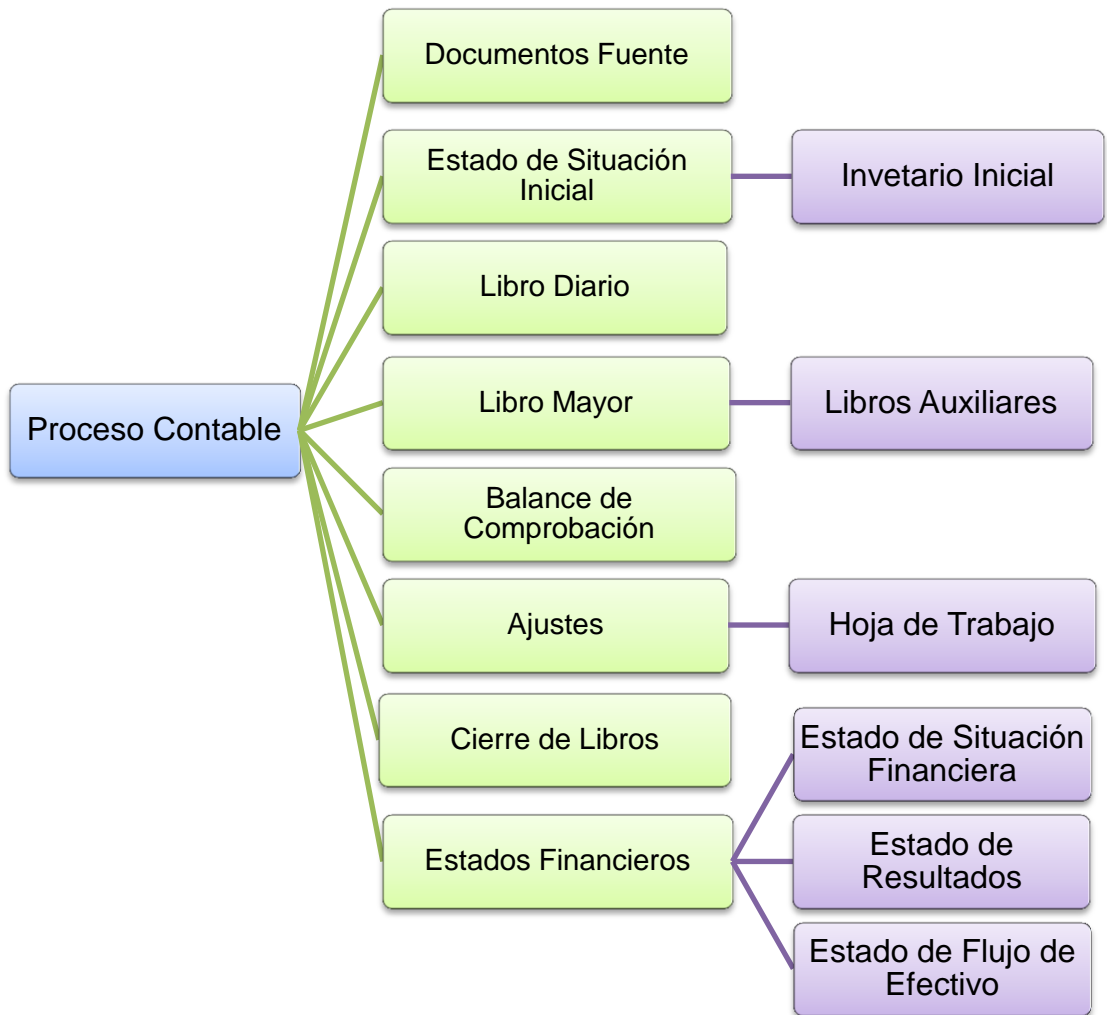 Proceso Contable
Documentos Fuente
Estado de Situación
Inicial
Invetario Inicial
Libro Diario
Libro Mayor
Libros Auxiliares
Balance de
Comprobación
Ajustes
Hoja de Trabajo
Cierre de Libros
Estados Financieros
Estado de Situación
Financiera
Estado de
Resultados
Estado de Flujo de
Efectivo